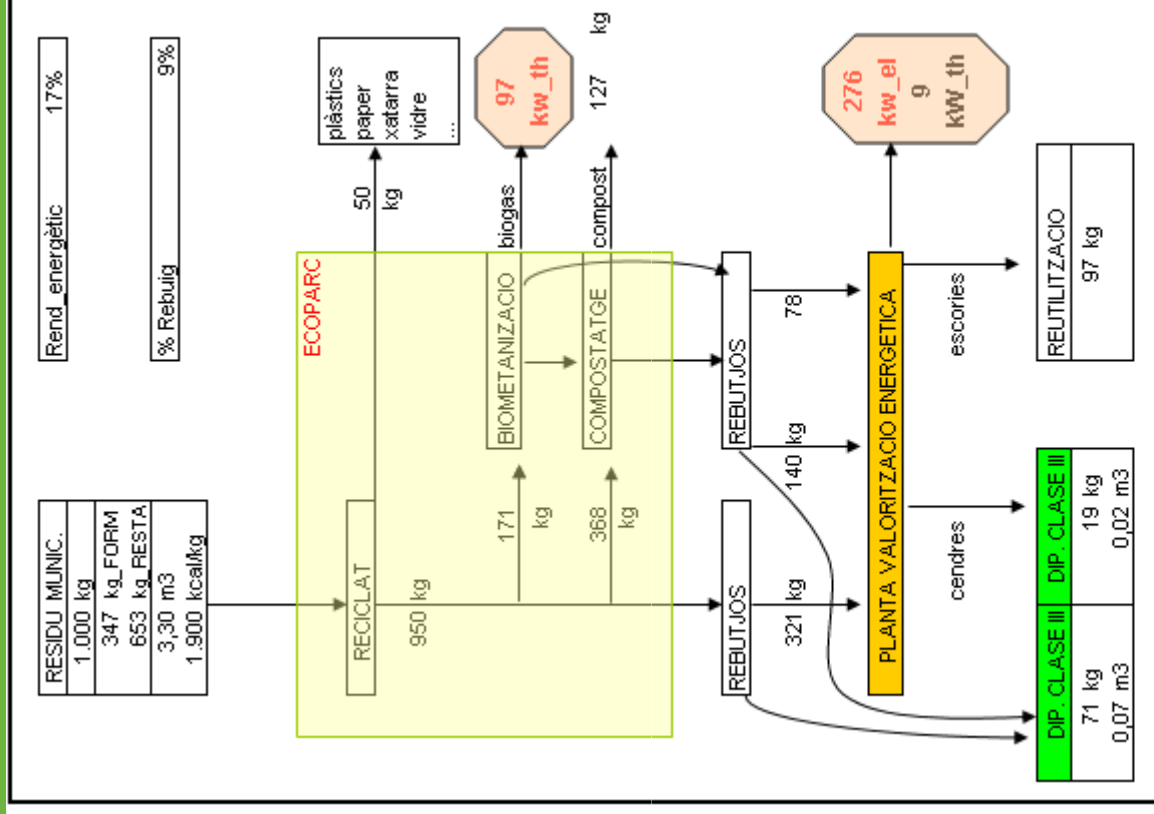 RESIDU MUNIC.
1.000 kg
347 kg_FORM
653 kg_RESTA
3,30 m3
1.900 kcal/kg
Rend_energètic 17%
% Rebuig 9%
ECOPARC
RECICLAT
50
kg
plàstics
paper
xatarra
vidre
...
950 kg
171
kg
BIOMETANIZACIO
biogas
97
kw_th
368
kg
COMPOSTATGE
compost
127 kg
REBUTJOS
REBUTJOS
321 kg
140 kg
78
PLANTA VALORITZACIO ENERGETICA
276
kw_el
9
kW_th
cendres
escories
DIP. CLASE III
71 kg
0,07 m3
DIP. CLASE III
19 kg
0,02 m3
REUTILITZACIO
97 kg